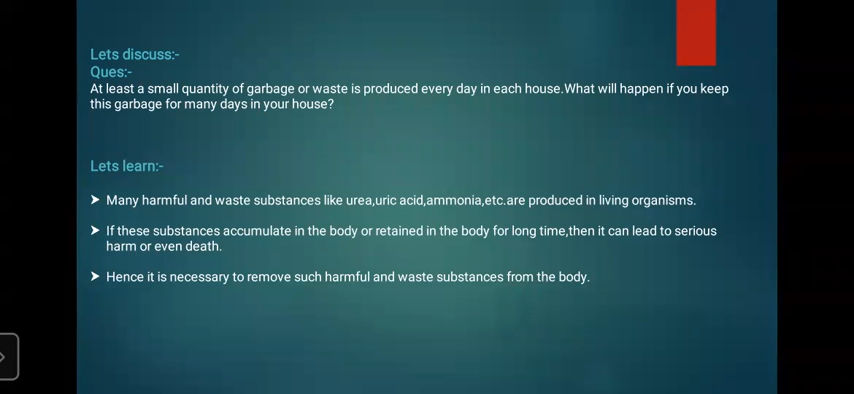 Lets discuss:-
Ques:-
At least a small quantity of garbage or waste is produced every day in each house.What will happen if you keep
this garbage for many days in your house?
Lets learn:-
➤ Many harmful and waste substances like urea,uric acid,ammonia,etc.are produced in living organisms.
➤ If these substances accumulate in the body or retained in the body for long time,then it can lead to serious
harm or even death.
➤ Hence it is necessary to remove such harmful and waste substances from the body.